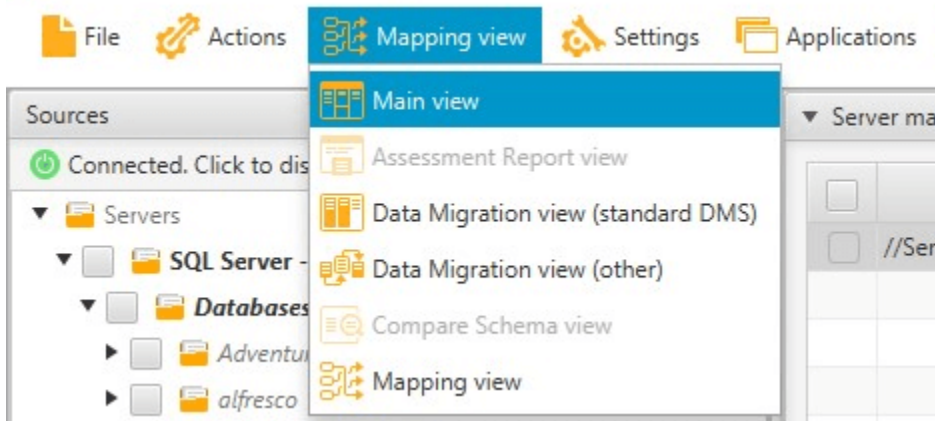 File Actions Mapping view Settings Applications
Main view
Assessment Report view
Data Migration view (standard DMS)
Data Migration view (other)
Compare Schema view
Mapping view
Sources
Connected. Click to dis
Servers
SQL Server -
Databases
Adventu
alfresco
Server ma
//Ser